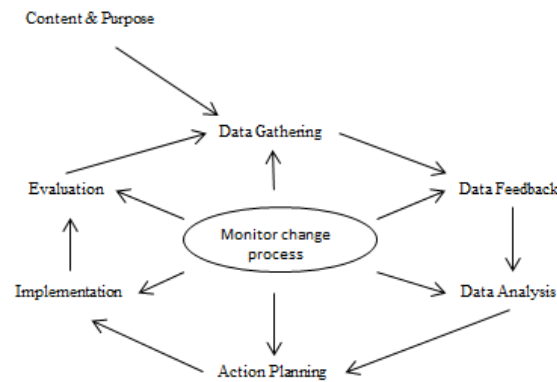 Content & Purpose
Data Gathering
Evaluation
Data Feedback
Monitor change
process
Implementation
Data Analysis
Action Planning